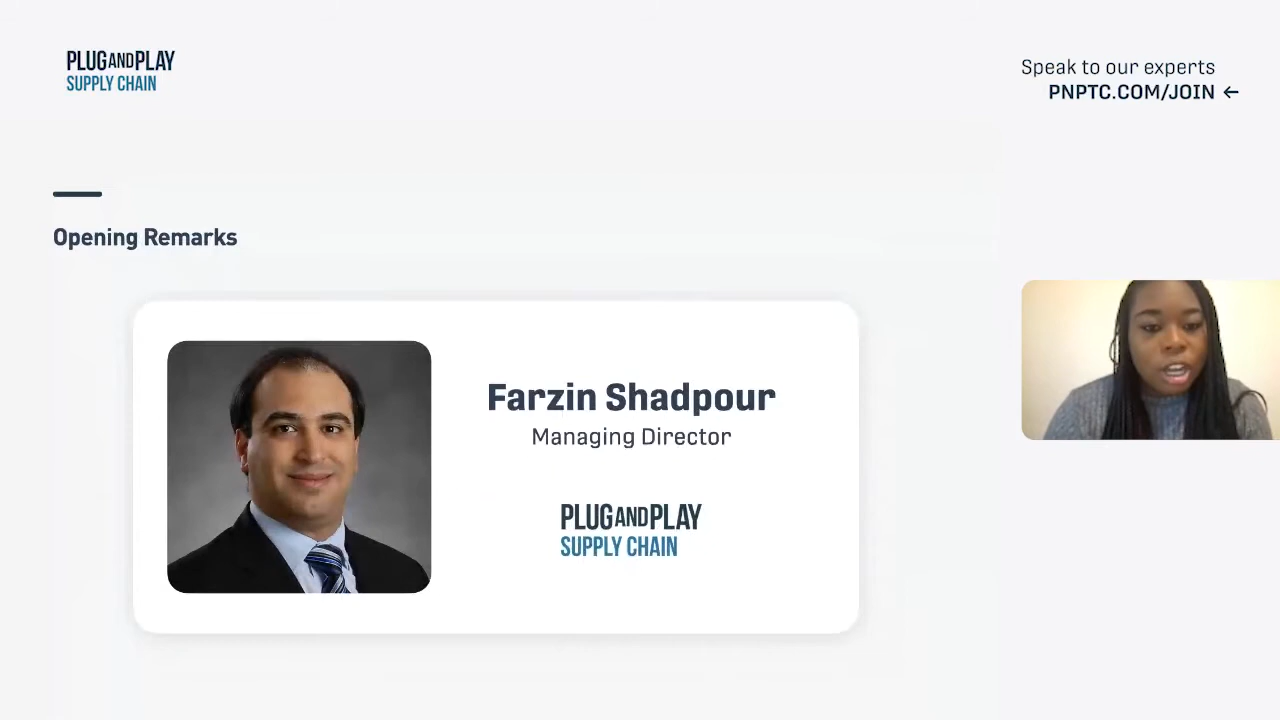 PLUGANDPLAY
SUPPLY CHAIN
Speak to our experts
PNPTC.COM/JOIN ←
Opening Remarks
Farzin Shadpour
Managing Director
PLUGANDPLAY
SUPPLY CHAIN